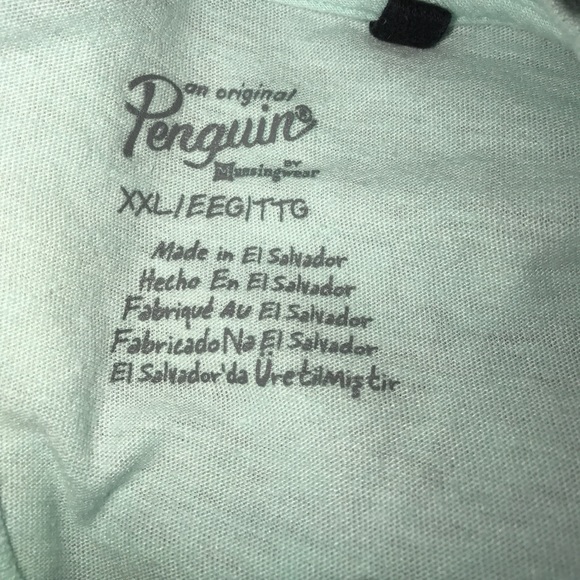 an original
Penguin®
BY
Munsingwear
XXL/EEG/TTG
Made in El Salvador
Hecho En El Salvador
Fabriqué Au El Salvador
Fabricado Na El Salvador
El Salvador'da Üretilmiştir